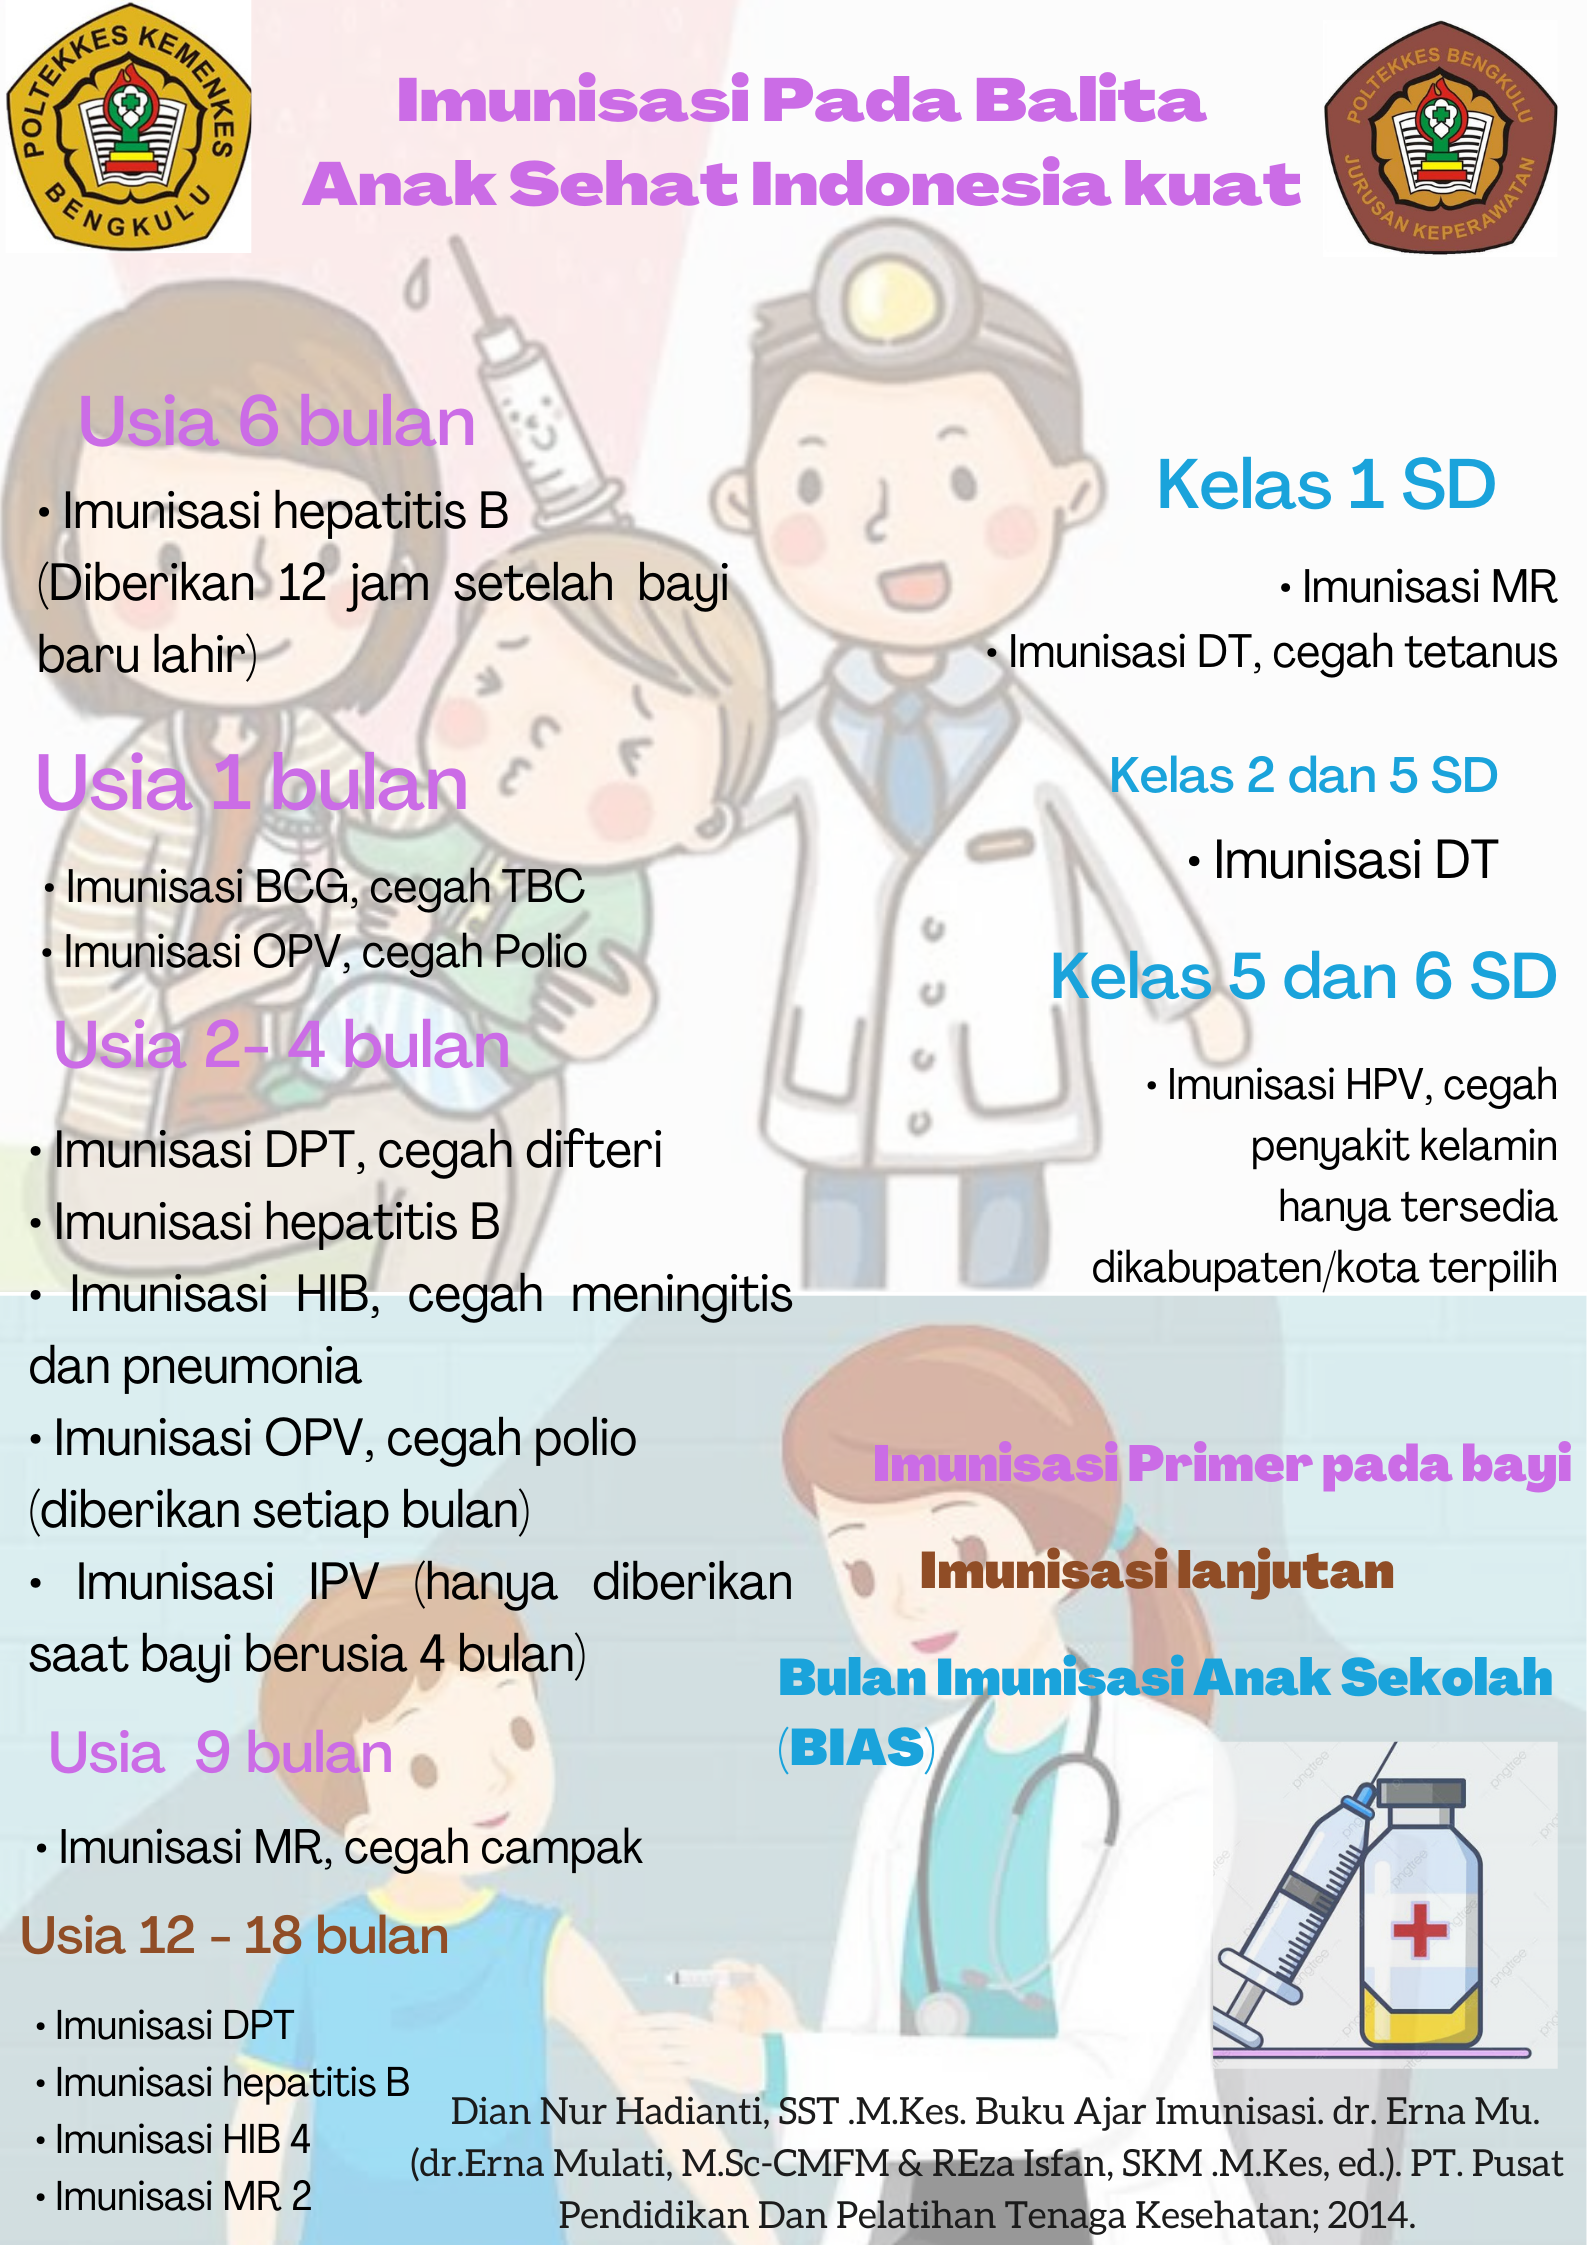 POLTEKKES KEMENKES
BENGKULU
Imunisasi Pada Balita
Anak Sehat Indonesia kuat
POLTEKKES BENGKULU
JURUSAN KEPERAWATAN
Usia 6 bulan
• Imunisasi hepatitis B
(Diberikan 12 jam setelah bayi
baru lahir)
Usia 1 bulan
• Imunisasi BCG, cegah TBC
• Imunisasi OPV, cegah Polio
Usia 2- 4 bulan
• Imunisasi DPT, cegah difteri
• Imunisasi hepatitis B
• Imunisasi HIB, cegah meningitis
dan pneumonia
• Imunisasi OPV, cegah polio
(diberikan setiap bulan)
• Imunisasi IPV (hanya diberikan
saat bayi berusia 4 bulan)
Usia 9 bulan
• Imunisasi MR, cegah campak
Usia 12 - 18 bulan
• Imunisasi DPT
• Imunisasi hepatitis B
• Imunisasi HIB 4
• Imunisasi MR 2
Kelas 1 SD
• Imunisasi MR
• Imunisasi DT, cegah tetanus
Kelas 2 dan 5 SD
• Imunisasi DT
Kelas 5 dan 6 SD
• Imunisasi HPV, cegah
penyakit kelamin
hanya tersedia
dikabupaten/kota terpilih
Imunisasi Primer pada bayi
Imunisasi lanjutan
Bulan Imunisasi Anak Sekolah
(BIAS)
pngtree
Dian Nur Hadianti, SST .M.Kes. Buku Ajar Imunisasi. dr. Erna Mu.
(dr.Erna Mulati, M.Sc-CMFM & REza Isfan, SKM .M.Kes, ed.). PT. Pusat
Pendidikan Dan Pelatihan Tenaga Kesehatan; 2014.